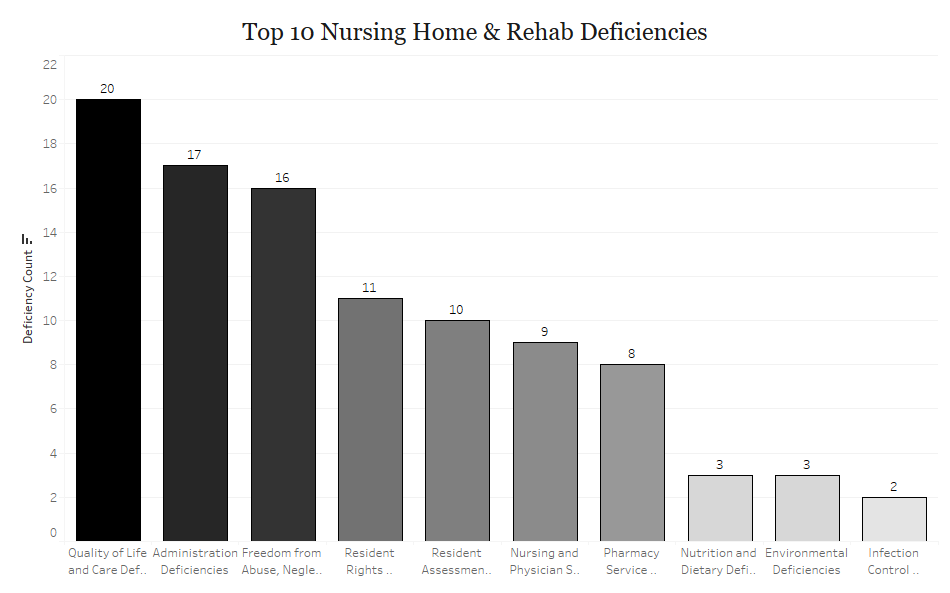 Top 10 Nursing Home & Rehab Deficiencies
Deficiency Count
22
20
18
16
14
12
10
8
6
4
2
0
20
17
16
11
10
9
8
3
3
2
Quality of Life
and Care Def..
Administration
Deficiencies
Freedom from
Abuse, Negle..
Resident
Rights ..
Resident
Assessmen..
Nursing and
Physician S..
Pharmacy
Service ..
Nutrition and
Dietary Defi..
Environmental
Deficiencies
Infection
Control ..